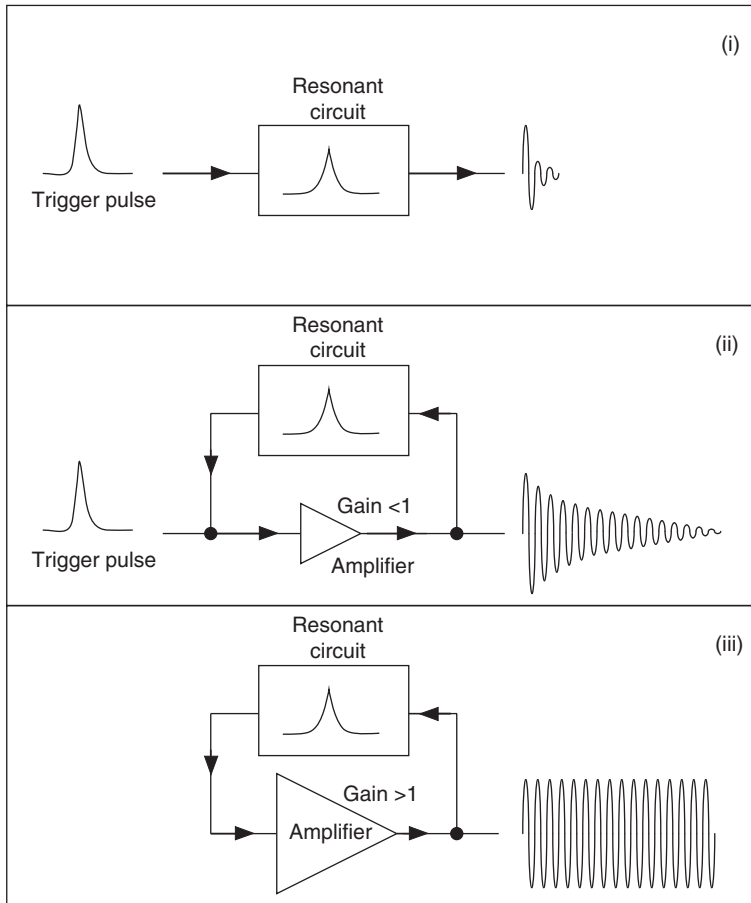 (i)
Resonant
circuit
Trigger pulse
(ii)
Resonant
circuit
Gain <1
Trigger pulse
Amplifier
(iii)
Resonant
circuit
Gain >1
Amplifier